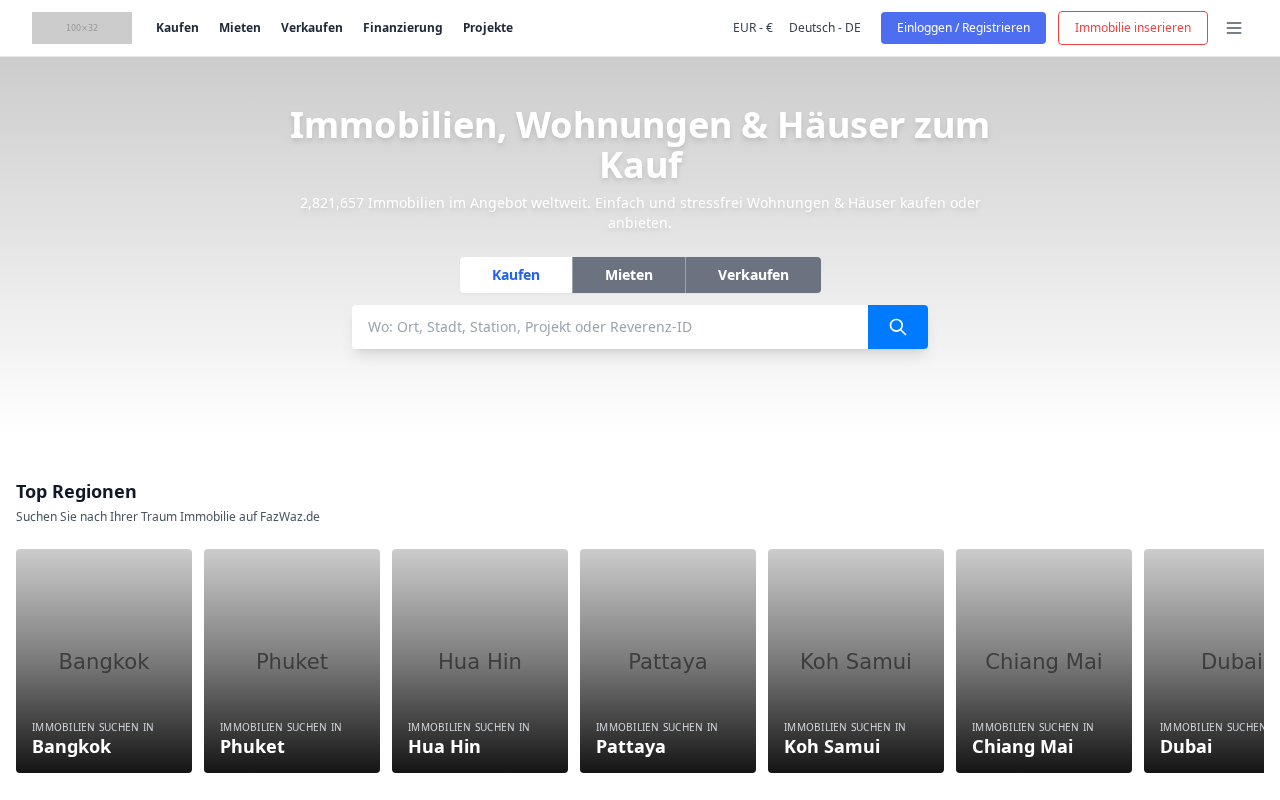 100×32
Kaufen Mieten Verkaufen Finanzierung Projekte EUR - € Deutsch - DE Einloggen / Registrieren Immobilie inserieren
Immobilien, Wohnungen & Häuser zum
Kauf
2,821,657 Immobilien im Angebot weltweit. Einfach und stressfrei Wohnungen & Häuser kaufen oder
anbieten.
Kaufen Mieten Verkaufen
Wo: Ort, Stadt, Station, Projekt oder Reverenz-ID
Top Regionen
Suchen Sie nach Ihrer Traum Immobilie auf FazWaz.de
Bangkok
IMMOBILIEN SUCHEN IN
Bangkok
Phuket
IMMOBILIEN SUCHEN IN
Phuket
Hua Hin
IMMOBILIEN SUCHEN IN
Hua Hin
Pattaya
IMMOBILIEN SUCHEN IN
Pattaya
Koh Samui
IMMOBILIEN SUCHEN IN
Koh Samui
Chiang Mai
IMMOBILIEN SUCHEN IN
Chiang Mai
Dubai
IMMOBILIEN SUCHEN
Dubai